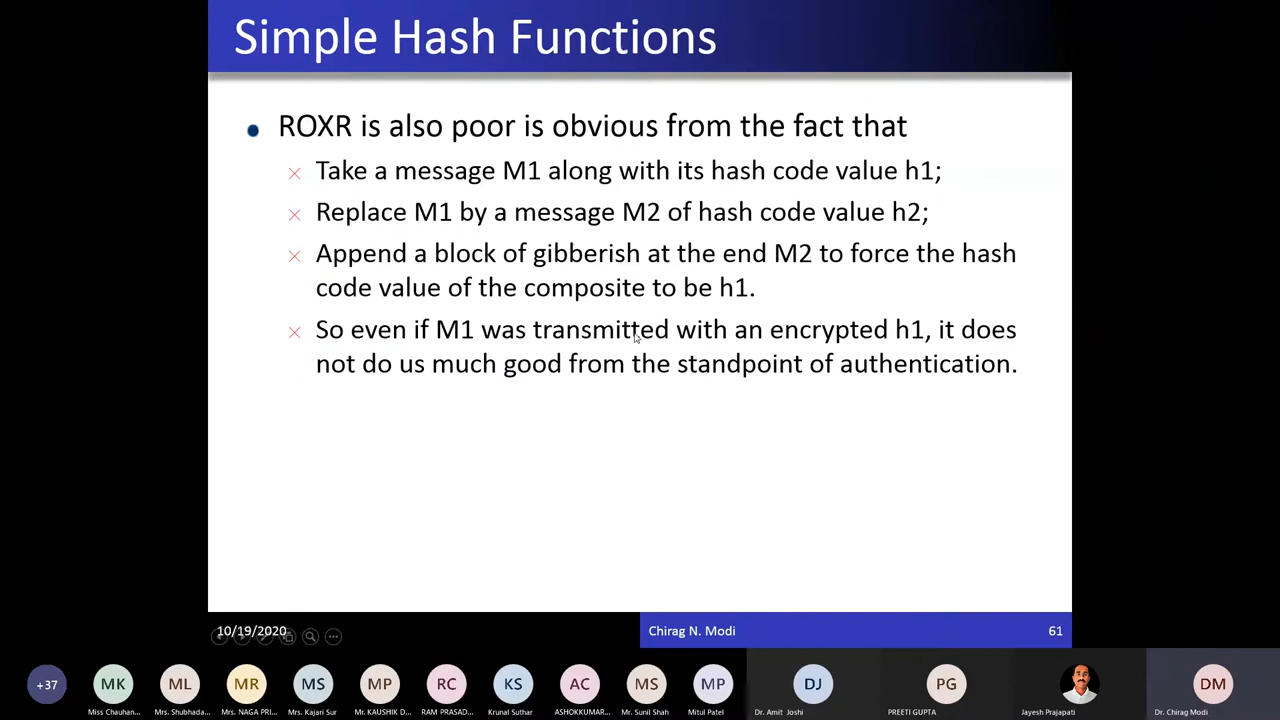 Simple Hash Functions
ROXR is also poor is obvious from the fact that
Take a message M1 along with its hash code value h1;
Replace M1 by a message M2 of hash code value h2;
Append a block of gibberish at the end M2 to force the hash
code value of the composite to be h1.
So even if M1 was transmitted with an encrypted h1, it does
not do us much good from the standpoint of authentication.
10/19/2020
Chirag N. Modi
61
+37
MK
ML
MR
MS
MP
RC
KS
AC
MS
MP
DJ
PG
DM
Miss Chauhan...
Mrs. Shubhada...
Mrs. NAGA PRI...
Mrs. Kajari Sur
Mr. KAUSHIK D...
RAM PRASAD...
Krunal Suthar
ASHOKKUMAR...
Mr. Sunil Shah
Mitul Patel
Dr. Amit Joshi
PREETI GUPTA
Jayesh Prajapati
Dr. Chirag Modi